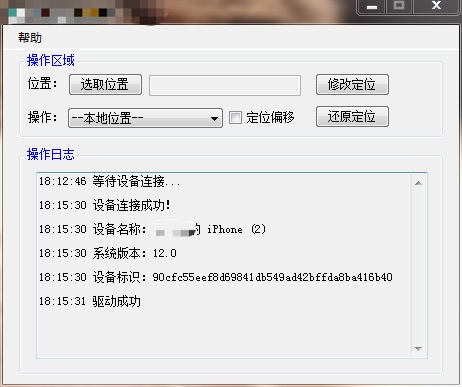 帮助
操作区域
位置： 选取位置 修改定位
操作： --本地位置-- 定位偏移 还原定位
操作日志
18:12:46 等待设备连接...
18:15:30 设备连接成功!
18:15:30 设备名称： 的 iPhone (2)
18:15:30 系统版本：12.0
18:15:30 设备标识：90cfc55eef8d69841db549ad42bffda8ba416b40
18:15:31 驱动成功